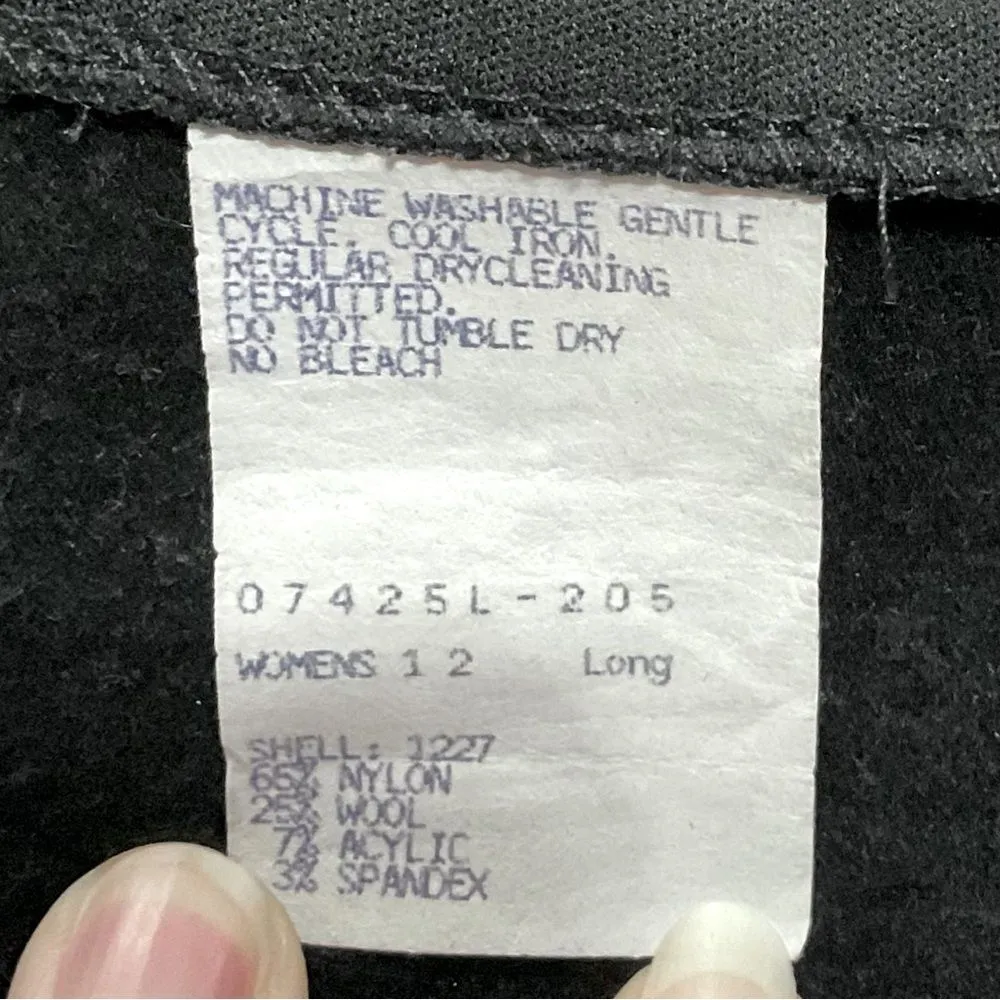 MACHINE WASHABLE GENTLE
CYCLE. COOL IRON.
REGULAR DRYCLEANING
PERMITTED.
DO NOT TUMBLE DRY
NO BLEACH
07425L-205
WOMENS 12 Long
SHELL: 1227
65% NYLON
25% WOOL
7% ACYLIC
3% SPANDEX